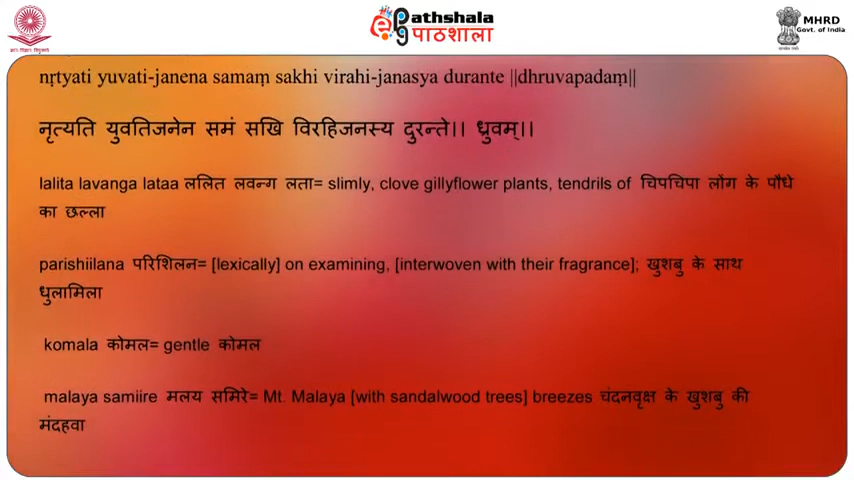 ePathshala
पाठशाला
MHRD
Govt. of India
nṛtyati yuvati-janena samaṃ sakhi virahi-janasya durante ||dhruvapadaṃ||
नृत्यति युवतिजनेन समं सखि विरहिजनस्य दुरन्ते।। ध्रुवम्।।
lalita lavanga lataa ललित लवन्ग लता= slimly, clove gillyflower plants, tendrils of चिपचिपा लोंग के पौधे
का छल्ला
parishiilana परिशिलन= [lexically] on examining, [interwoven with their fragrance]; खुशबु के साथ
धुलामिला
komala कोमल= gentle कोमल
malaya samiire मलय समिरे= Mt. Malaya [with sandalwood trees] breezes चंदनवृक्ष के खुशबु की
मंदहवा